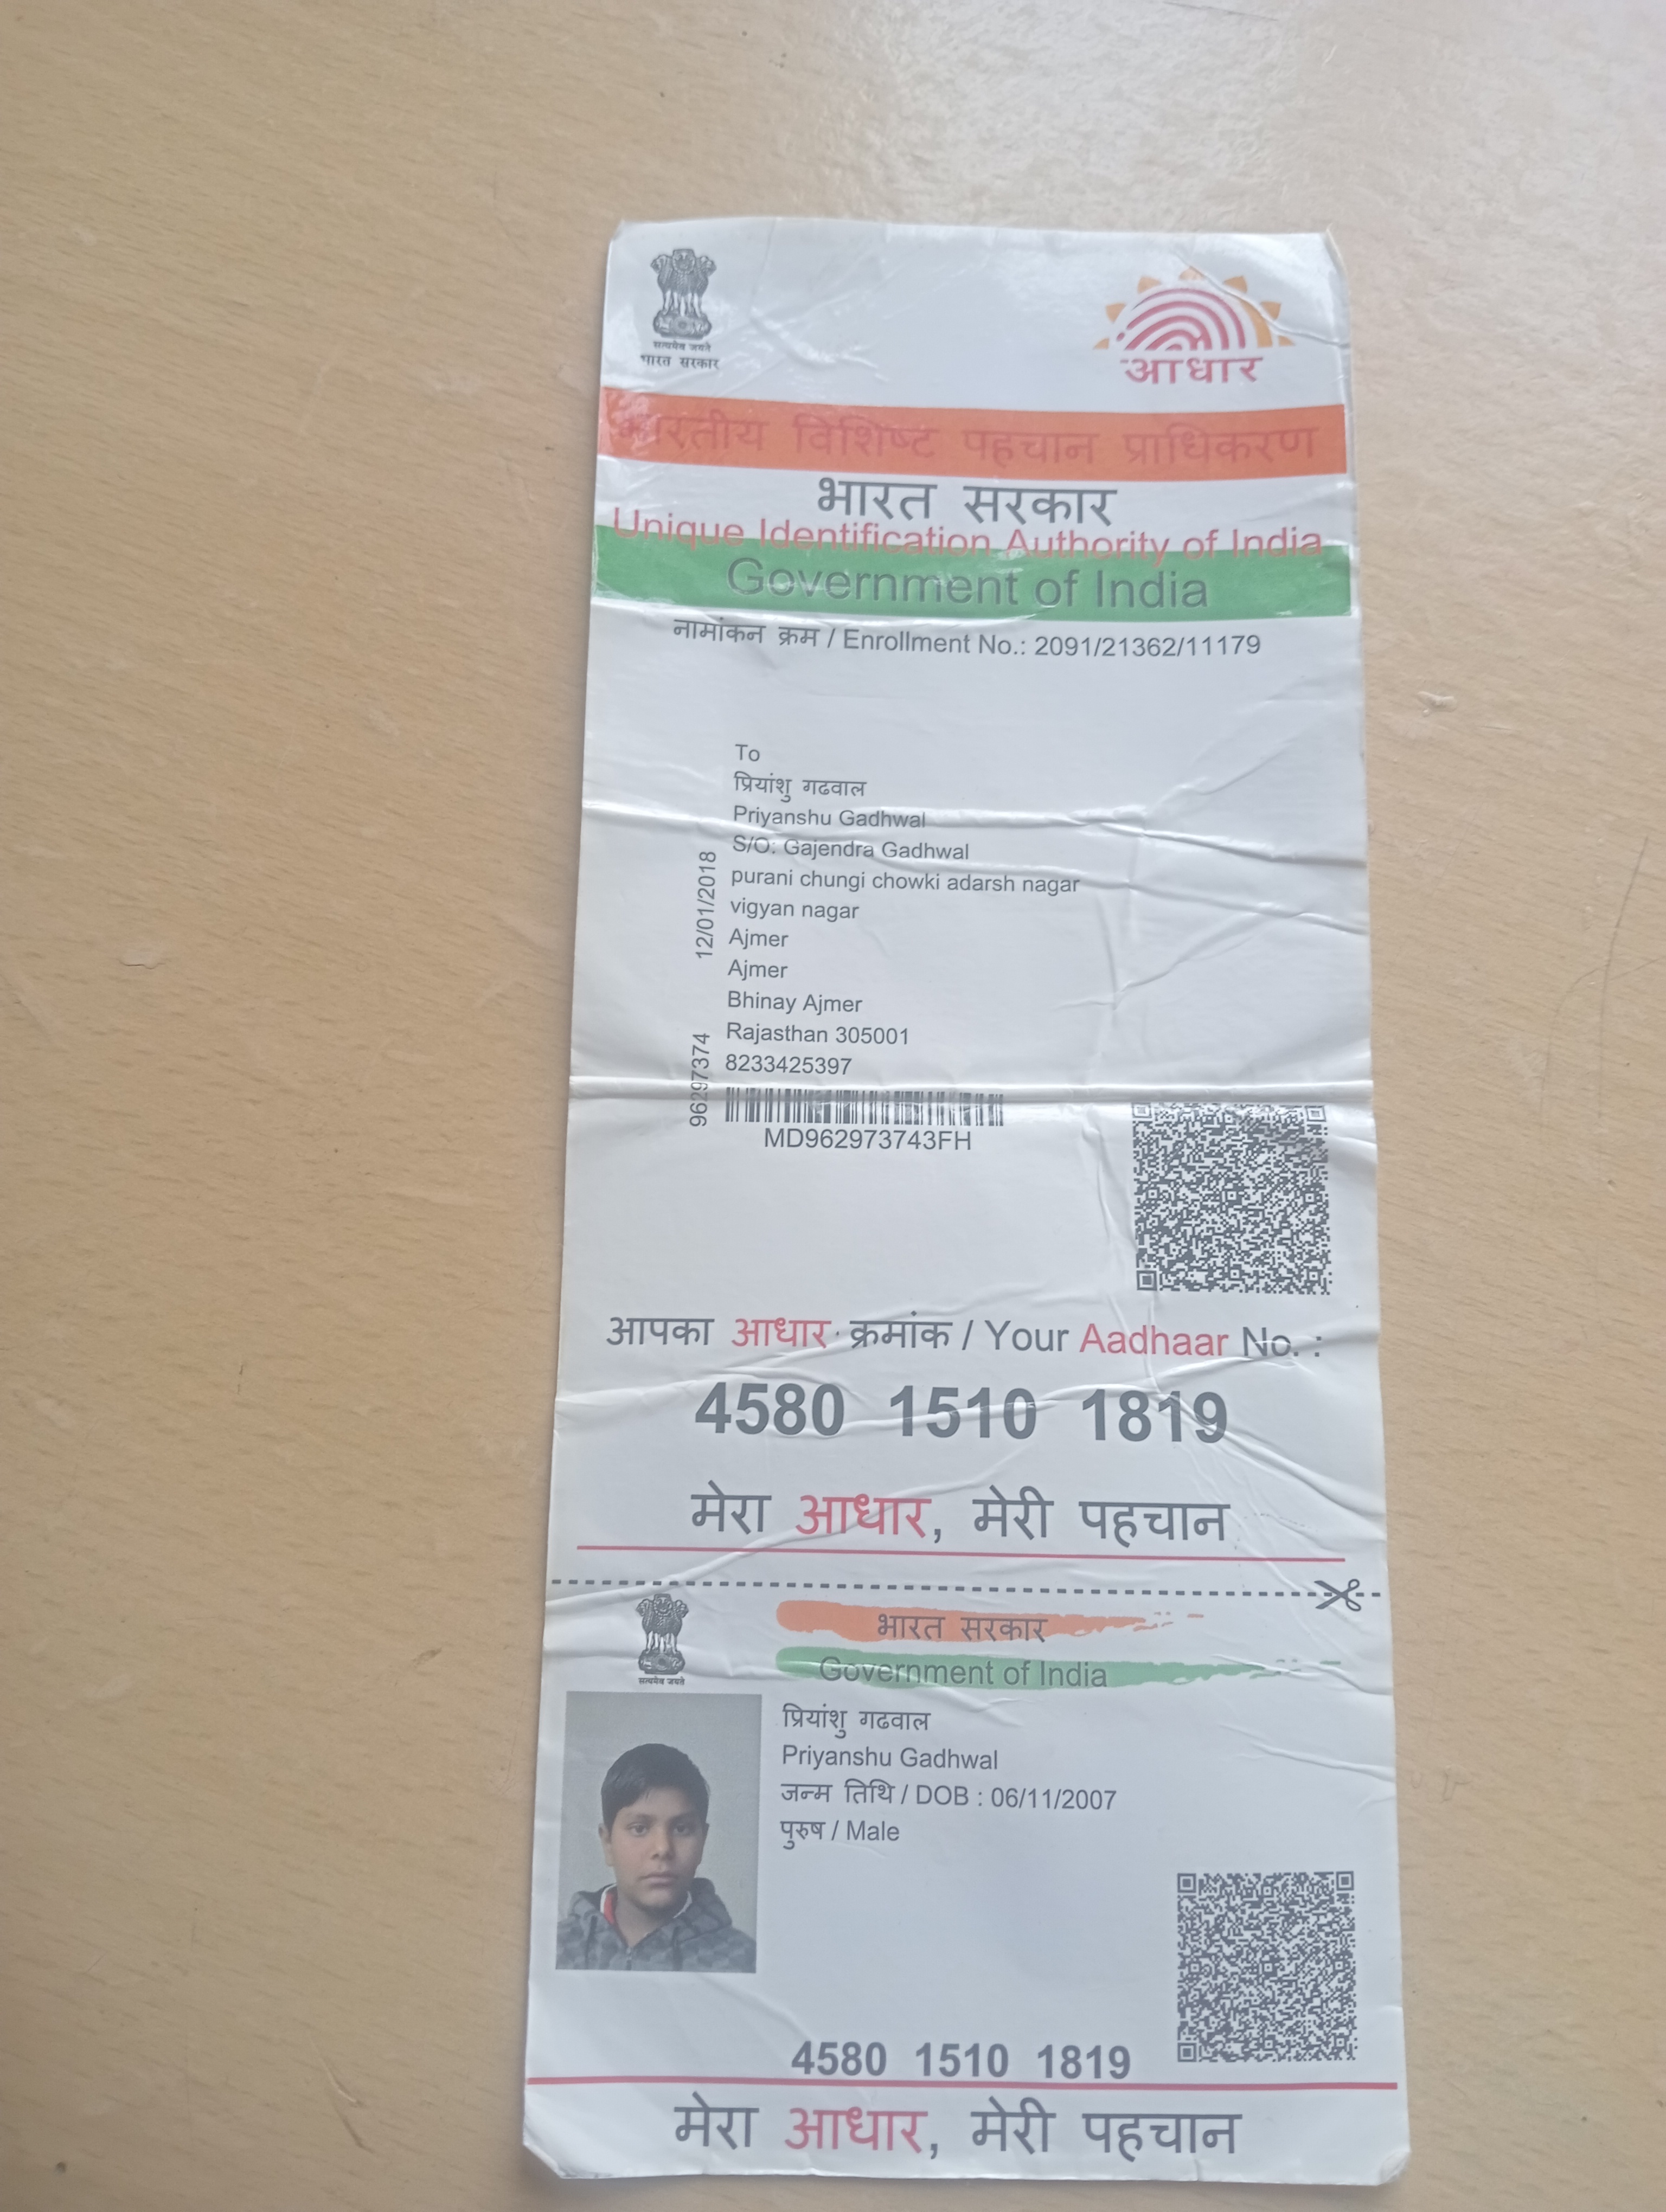 सत्यमेव जयते
भारत सरकार
आधार
भारतीय विशिष्ट पहचान प्राधिकरण
भारत सरकार
Unique Identification Authority of India
Government of India
नामांकन क्रम / Enrollment No.: 2091/21362/11179
To
प्रियांशु गढवाल
Priyanshu Gadhwal
S/O: Gajendra Gadhwal
purani chungi chowki adarsh nagar
vigyan nagar
Ajmer
Ajmer
Bhinay Ajmer
Rajasthan 305001
8233425397
12/01/2018
96297374
MD962973743FH
आपका आधार क्रमांक / Your Aadhaar No. :
4580 1510 1819
मेरा आधार, मेरी पहचान
सत्यमेव जयते
भारत सरकार
Government of India
प्रियांशु गढवाल
Priyanshu Gadhwal
जन्म तिथि / DOB : 06/11/2007
पुरुष / Male
4580 1510 1819
मेरा आधार, मेरी पहचान